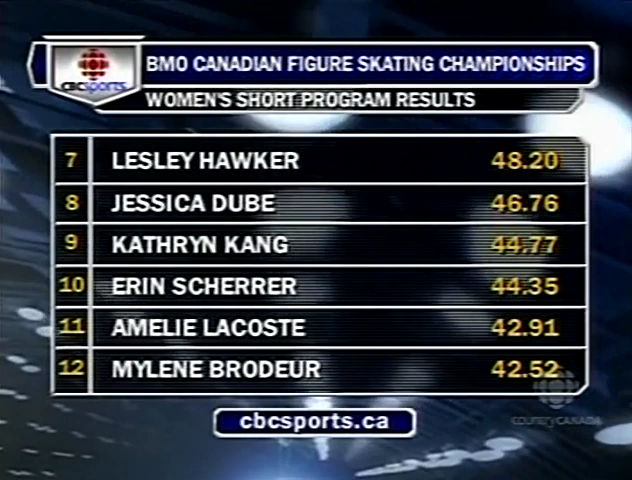 cbcsports
BMO CANADIAN FIGURE SKATING CHAMPIONSHIPS
WOMEN'S SHORT PROGRAM RESULTS
7 LESLEY HAWKER 48.20
8 JESSICA DUBE 46.76
9 KATHRYN KANG 44.77
10 ERIN SCHERRER 44.35
11 AMELIE LACOSTE 42.91
12 MYLENE BRODEUR 42.52
cbcsports.ca